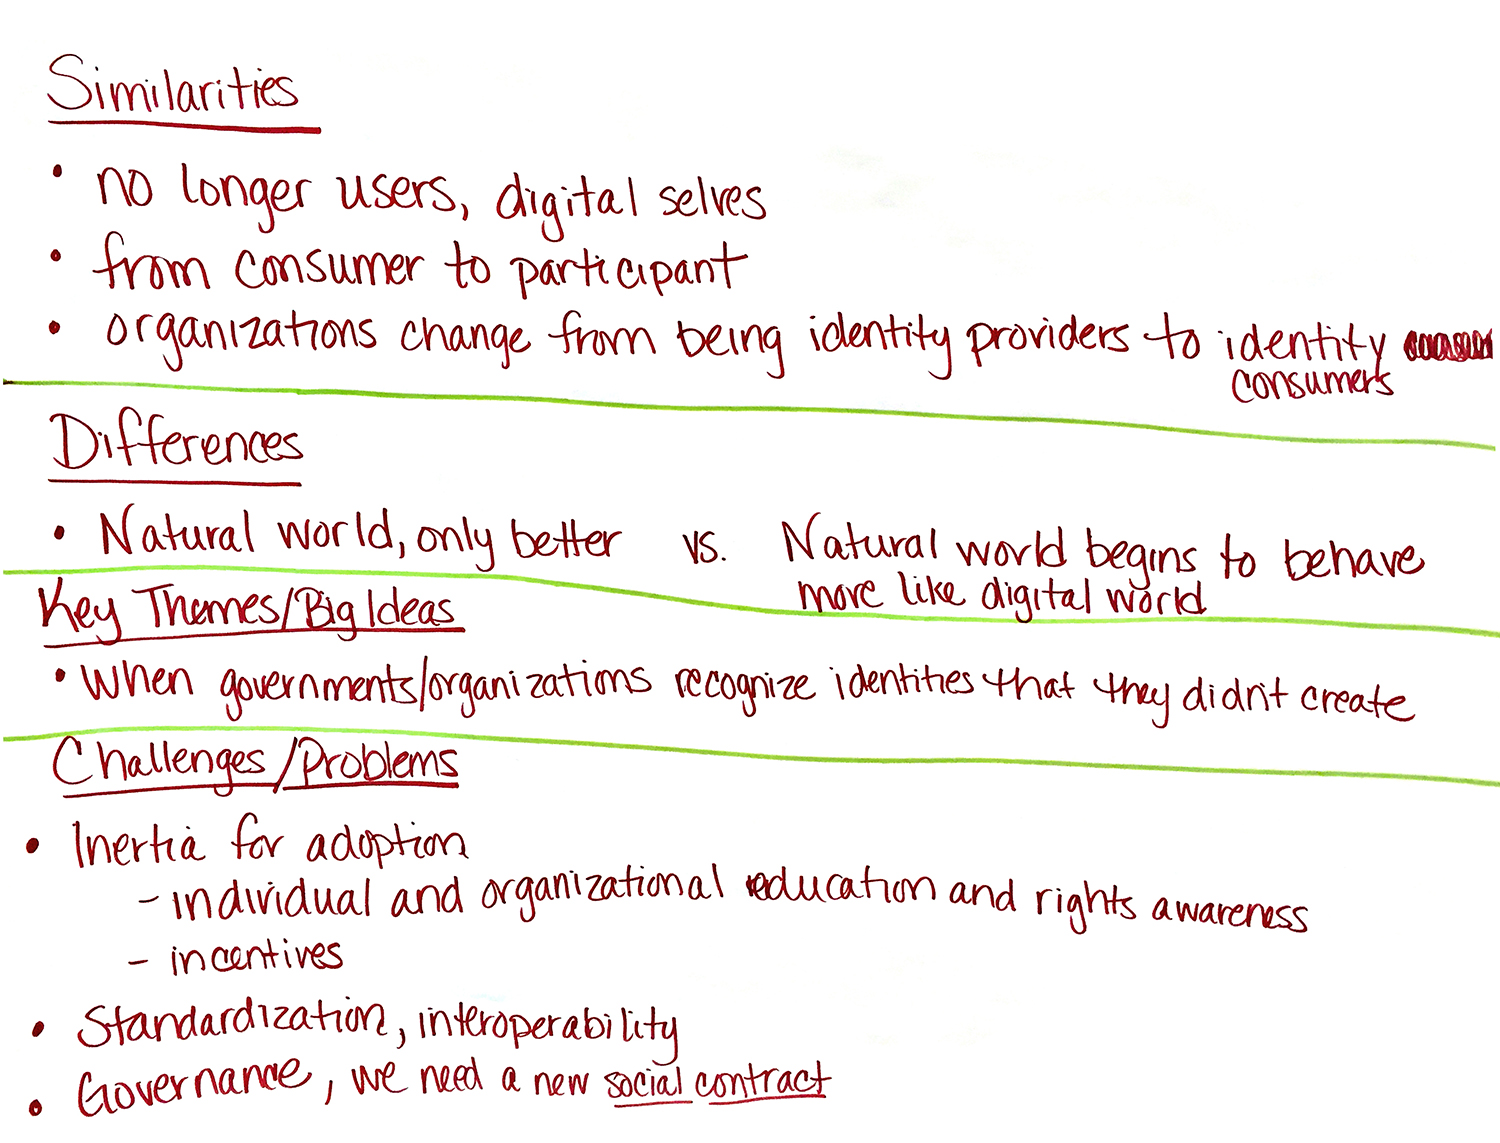 Similarities
• no longer users, digital selves
• from consumer to participant
• organizations change from being identity providers to identity
consumers
Differences
• Natural world, only better vs. Natural world begins to behave
more like digital world
Key Themes/Big Ideas
• When governments/organizations recognize identities that they didn't create
Challenges/Problems
• Inertia for adoption
- individual and organizational education and rights awareness
- incentives
• Standardization, interoperability
• Governance, we need a new social contract